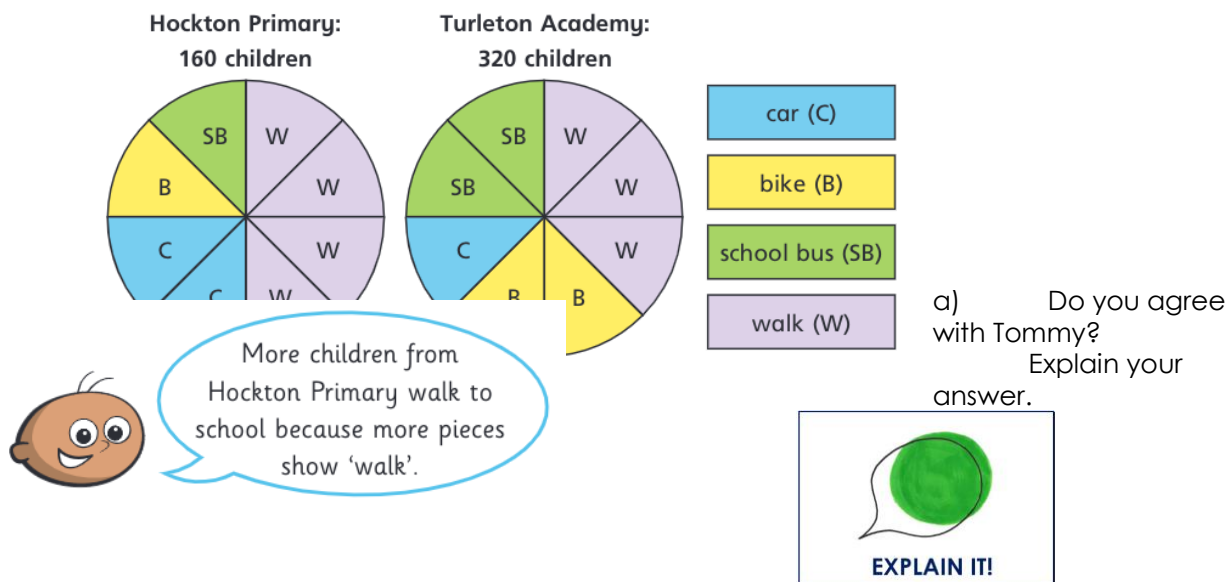 Hockton Primary:
160 children
SB
W
B
W
C
W
C
W
Turleton Academy:
320 children
SB
W
SB
W
C
W
B
B
car (C)
bike (B)
school bus (SB)
walk (W)
More children from
Hockton Primary walk to
school because more pieces
show ‘walk’.
a) Do you agree
with Tommy?
Explain your
answer.
EXPLAIN IT!